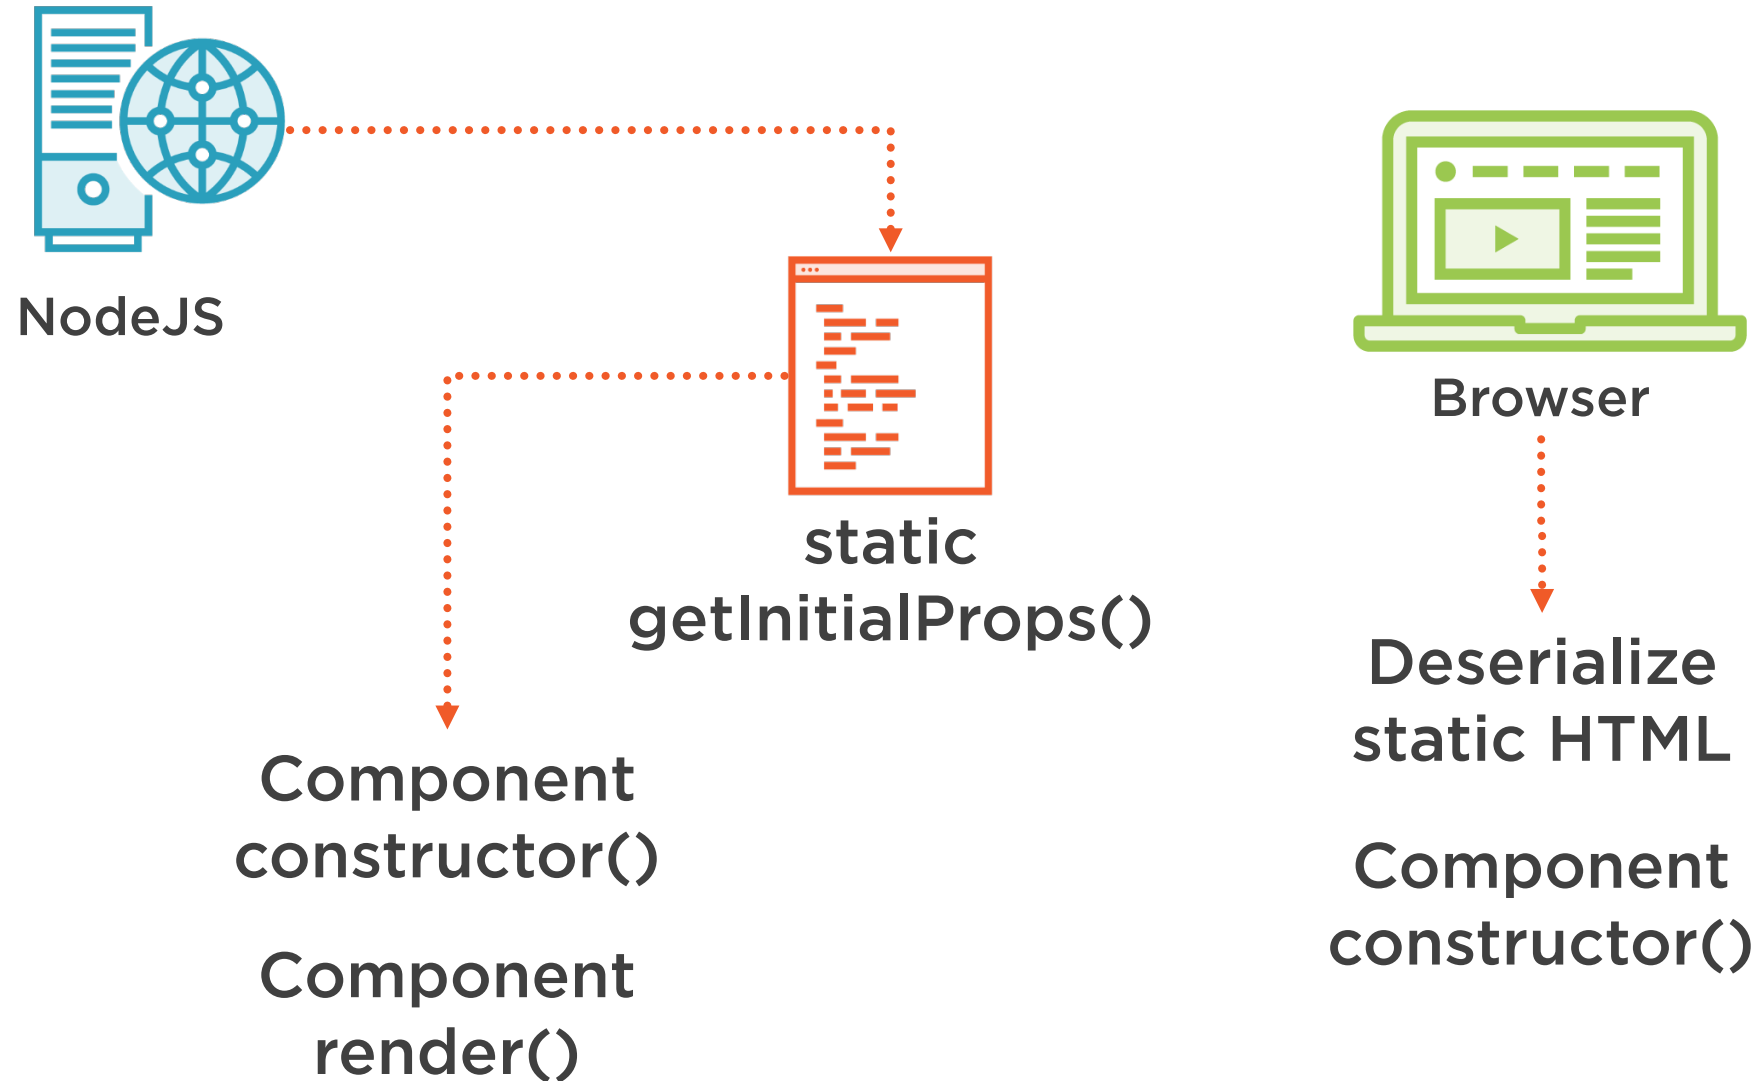 NodeJS
static
getInitialProps()
Component
constructor()
Component
render()
Browser
Deserialize
static HTML
Component
constructor()